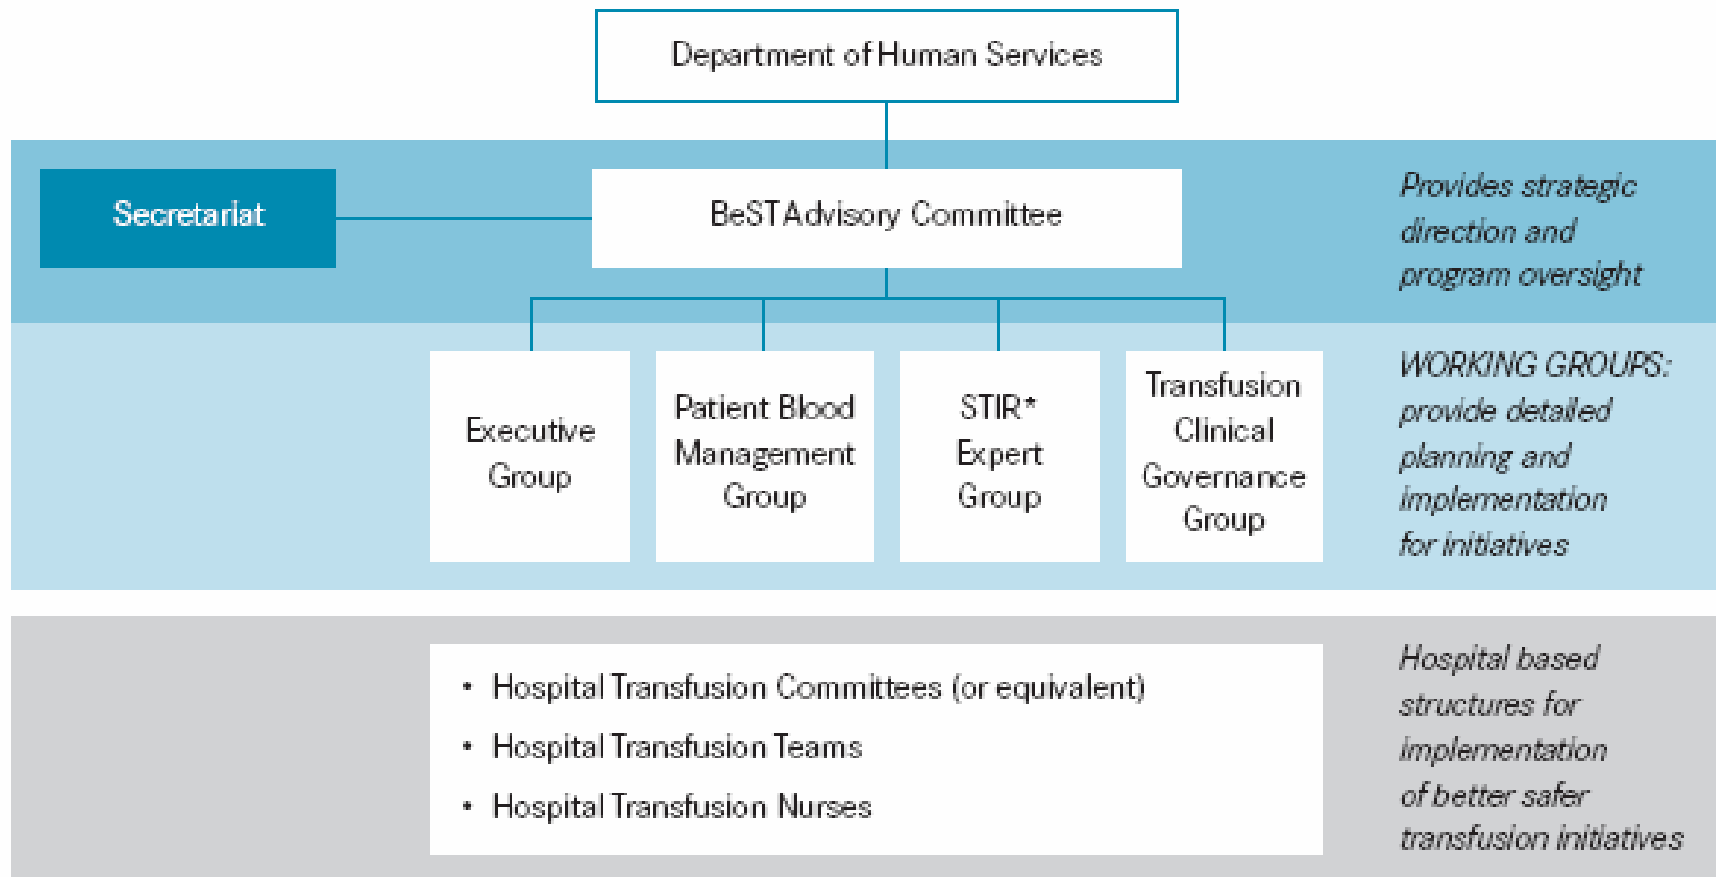 Department of Human Services
Secretariat
BeST Advisory Committee
Provides strategic
direction and
program oversight
Executive
Group
Patient Blood
Management
Group
STIR*
Expert
Group
Transfusion
Clinical
Governance
Group
WORKING GROUPS:
provide detailed
planning and
implementation
for initiatives
• Hospital Transfusion Committees (or equivalent)
• Hospital Transfusion Teams
• Hospital Transfusion Nurses
Hospital based
structures for
implementation
of better safer
transfusion initiatives